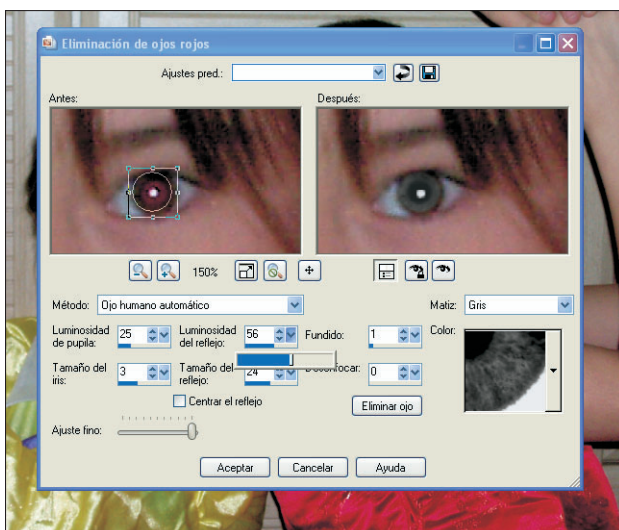 Eliminación de ojos rojos
Ajustes pred.:
Antes:
Después:
150%
Método: Ojo humano automático
Matiz: Gris
Luminosidad de pupila: 25
Luminosidad del reflejo: 56
Fundido: 1
Color:
Tamaño del iris: 3
Tamaño del reflejo: 24
0
Centrar el reflejo
Eliminar ojo
Ajuste fino:
Aceptar
Cancelar
Ayuda